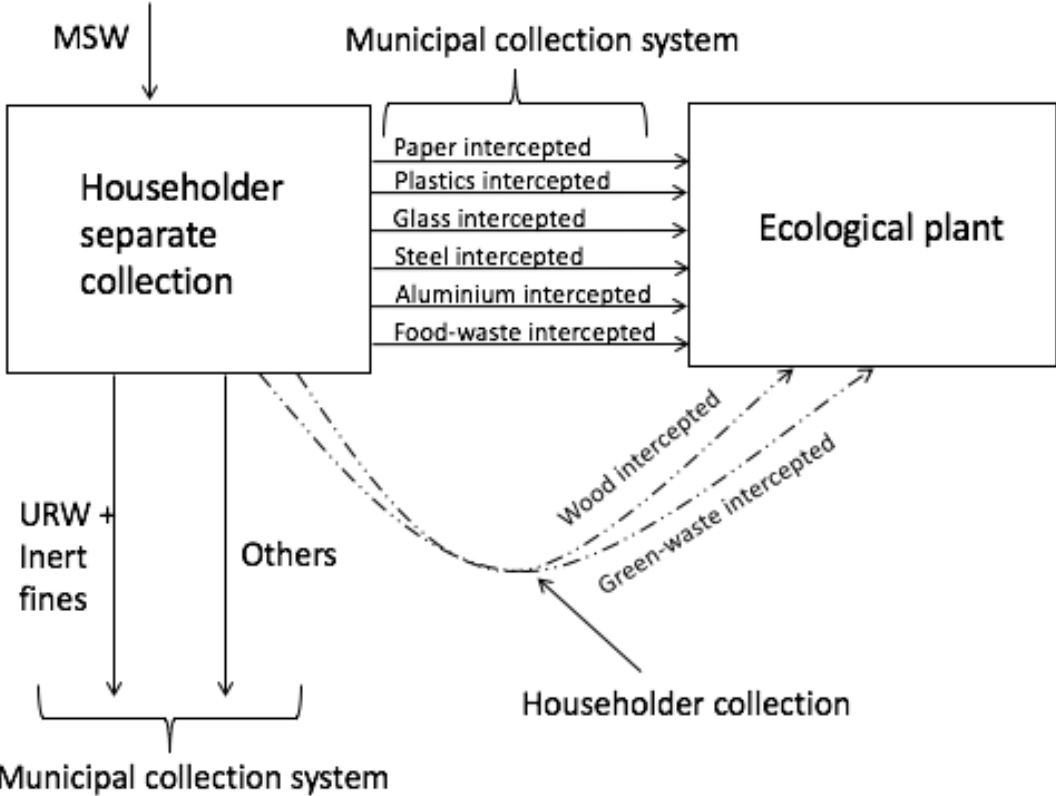 MSW
Municipal collection system
Householder
separate
collection
Paper intercepted
Plastics intercepted
Glass intercepted
Steel intercepted
Aluminium intercepted
Food-waste intercepted
Ecological plant
Wood intercepted
Green-waste intercepted
URW +
Inert
fines
Others
Householder collection
Municipal collection system